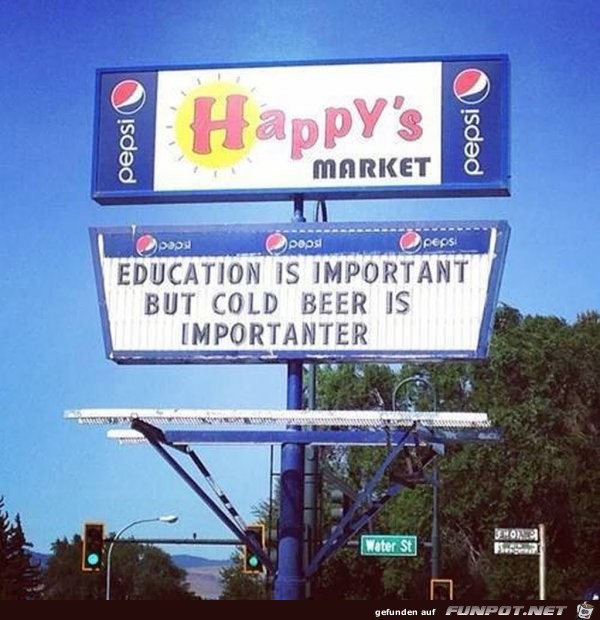 pepsi
Happy's
MARKET
pepsi
pepsi
pepsi
pepsi
EDUCATION IS IMPORTANT
BUT COLD BEER IS
IMPORTANTER
Water St
gefunden auf FUNPOT.NET